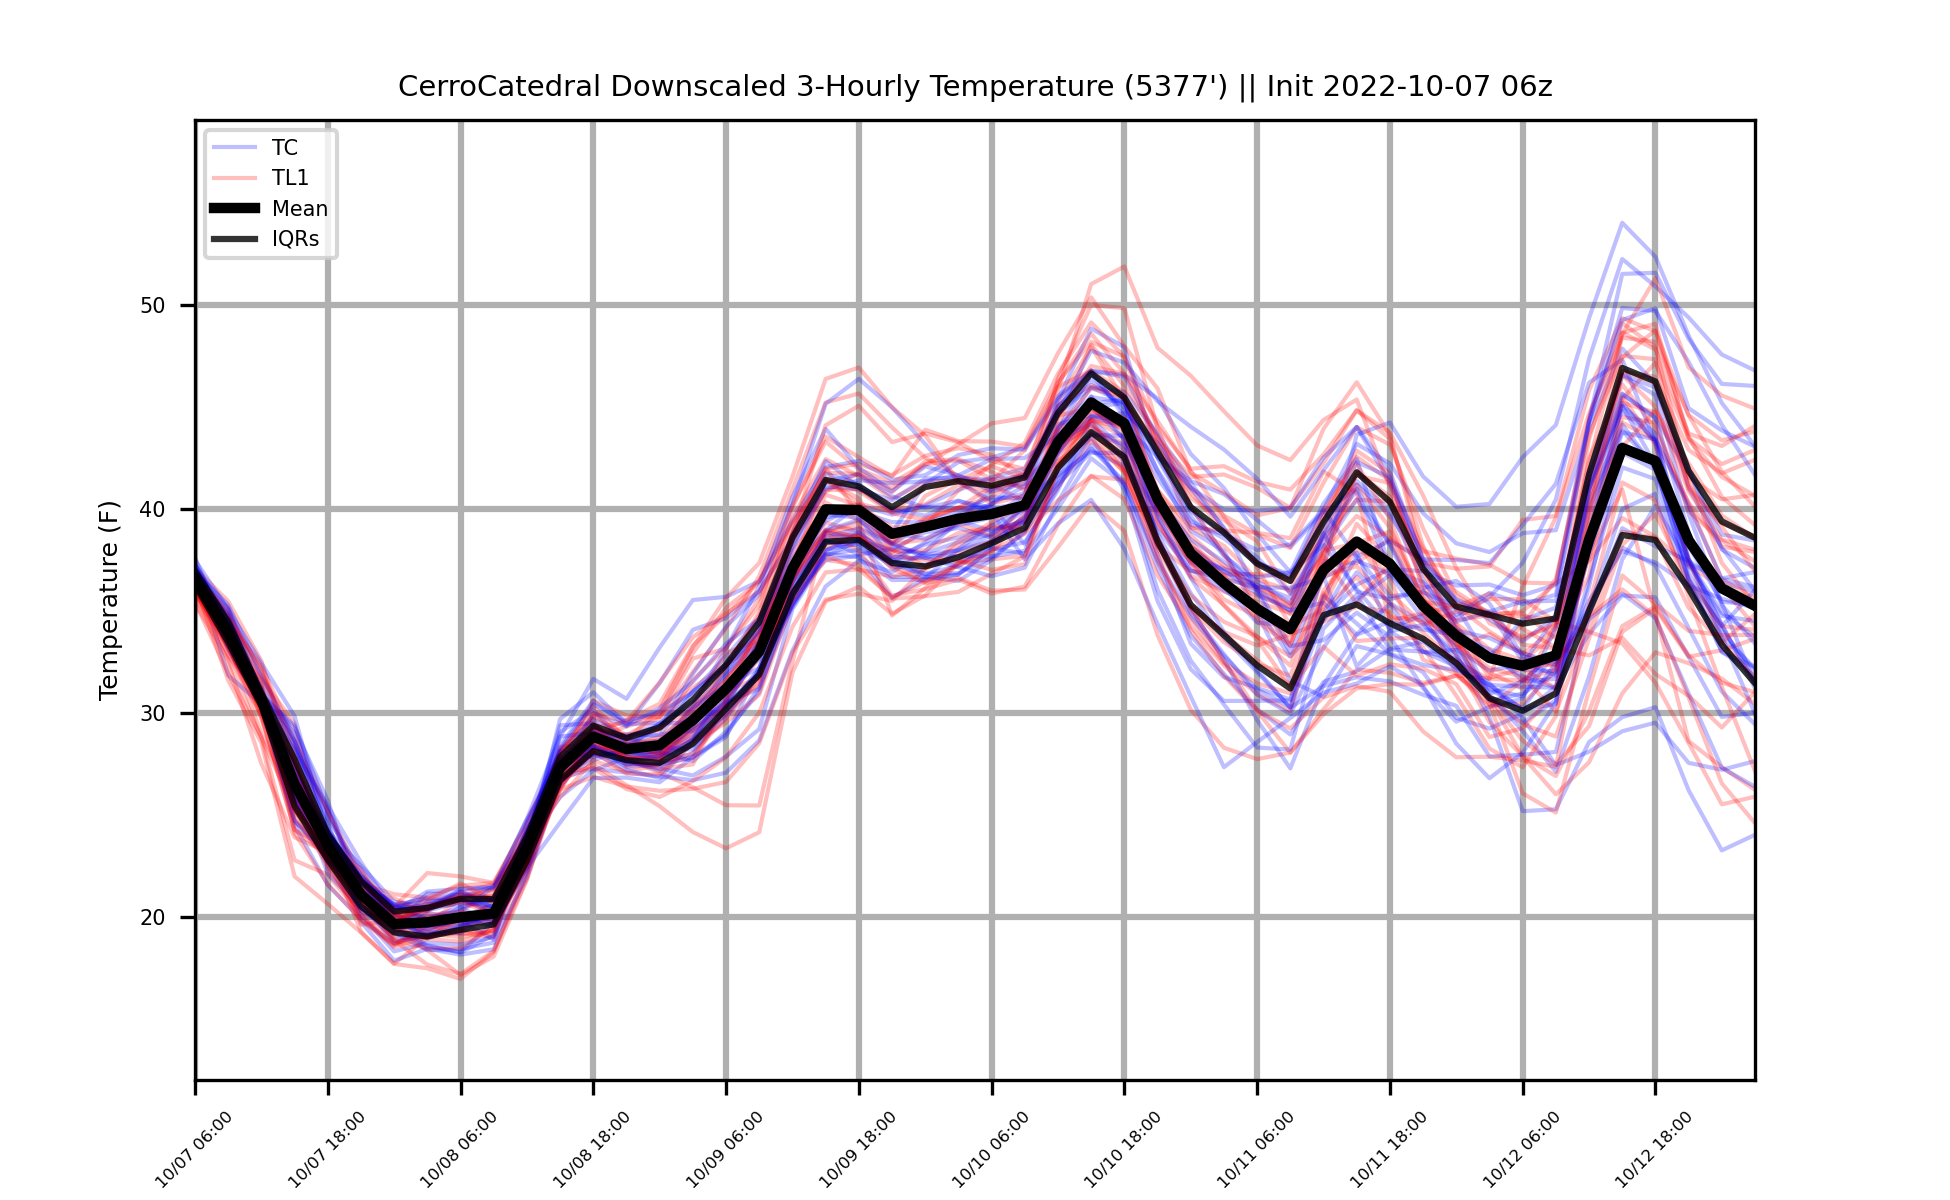 CerroCatedral Downscaled 3-Hourly Temperature (5377') || Init 2022-10-07 06z
TC
TL1
Mean
IQRs
Temperature (F)
50
40
30
20
10/07 06:00
10/07 18:00
10/08 06:00
10/08 18:00
10/09 06:00
10/09 18:00
10/10 06:00
10/10 18:00
10/11 06:00
10/11 18:00
10/12 06:00
10/12 18:00